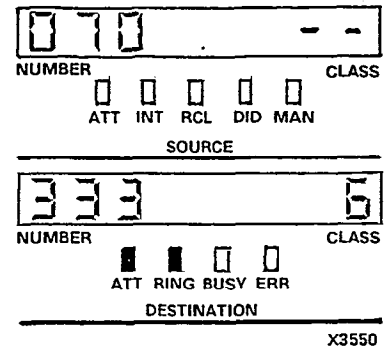 070 --
NUMBER CLASS
ATT INT RCL DID MAN
SOURCE
333 6
NUMBER CLASS
ATT RING BUSY ERR
DESTINATION
X3550